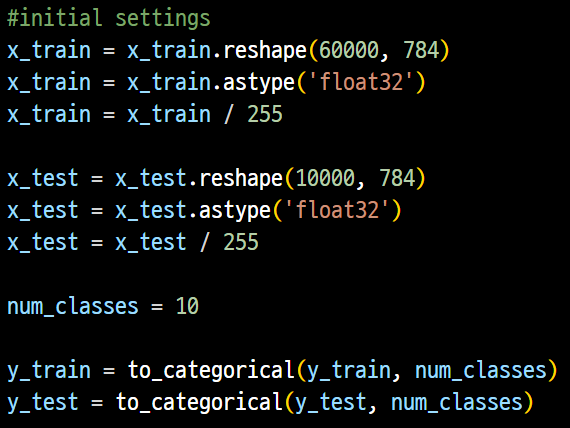 #initial settings
x_train = x_train.reshape(60000, 784)
x_train = x_train.astype('float32')
x_train = x_train / 255
x_test = x_test.reshape(10000, 784)
x_test = x_test.astype('float32')
x_test = x_test / 255
num_classes = 10
y_train = to_categorical(y_train, num_classes)
y_test = to_categorical(y_test, num_classes)